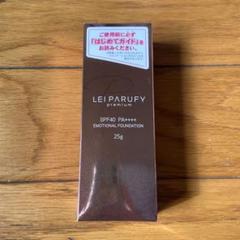 ご使用前に必ず
「はじめてガイド」を
お読みください。
LEI PARUFY
premium
SPF40 PA++++
EMOTIONAL FOUNDATION
25g